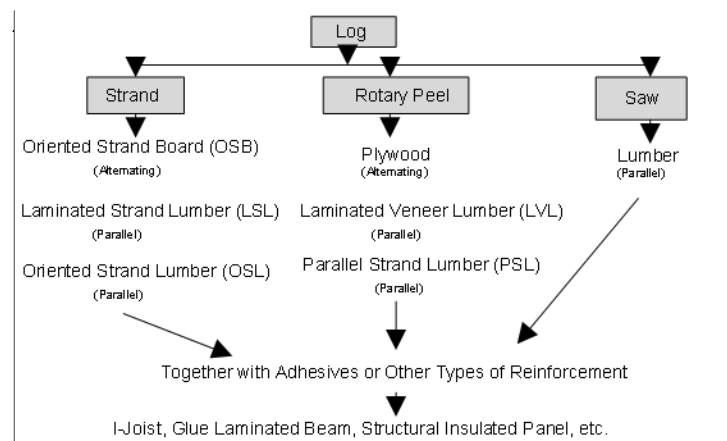 Log
Strand
Rotary Peel
Saw
Oriented Strand Board (OSB)
(Alternating)
Plywood
(Alternating)
Lumber
(Parallel)
Laminated Strand Lumber (LSL)
(Parallel)
Laminated Veneer Lumber (LVL)
(Parallel)
Oriented Strand Lumber (OSL)
(Parallel)
Parallel Strand Lumber (PSL)
(Parallel)
Together with Adhesives or Other Types of Reinforcement
I-Joist, Glue Laminated Beam, Structural Insulated Panel, etc.